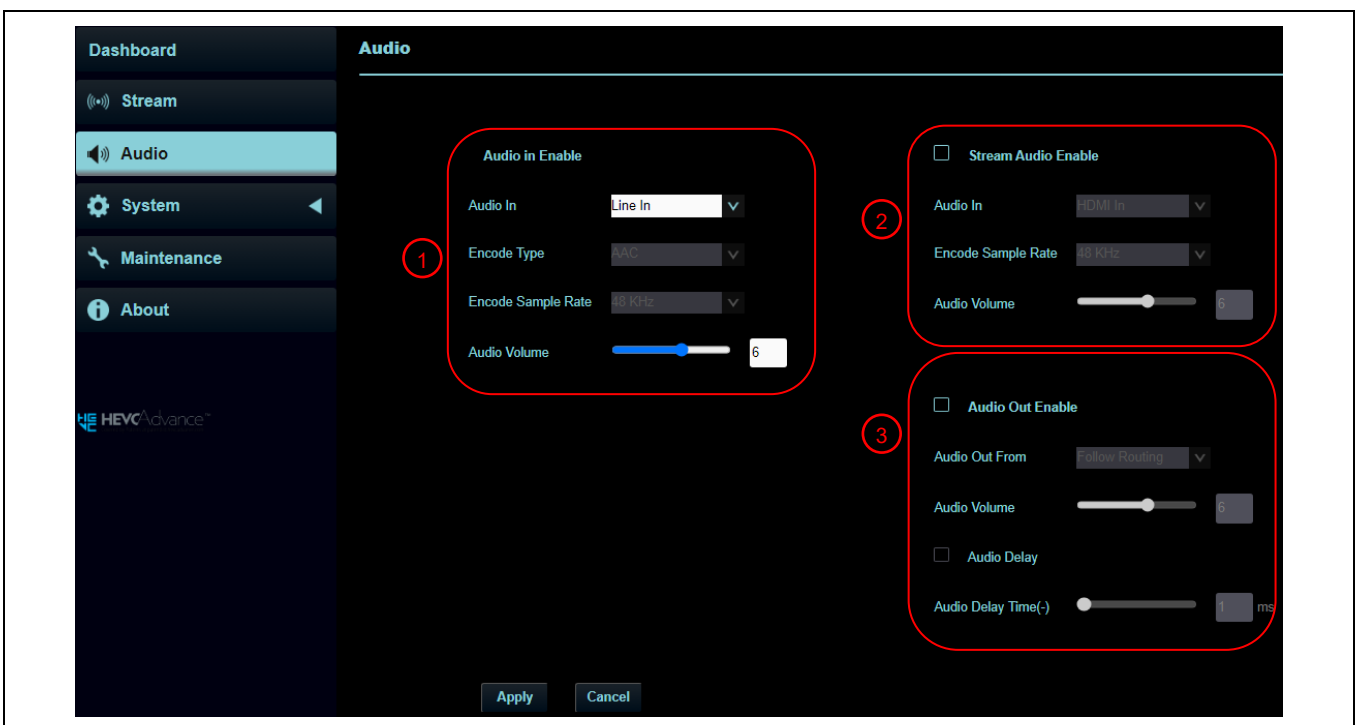 Dashboard
Stream
Audio
System
Maintenance
About
HEVCAdvance™
Audio
1
Audio in Enable
Audio In Line In
Encode Type AAC
Encode Sample Rate 48 KHz
Audio Volume 6
2
Stream Audio Enable
Audio In HDMI In
Encode Sample Rate 48 KHz
Audio Volume 6
3
Audio Out Enable
Audio Out From Follow Routing
Audio Volume 6
Audio Delay
Audio Delay Time(-) 1 ms
Apply Cancel